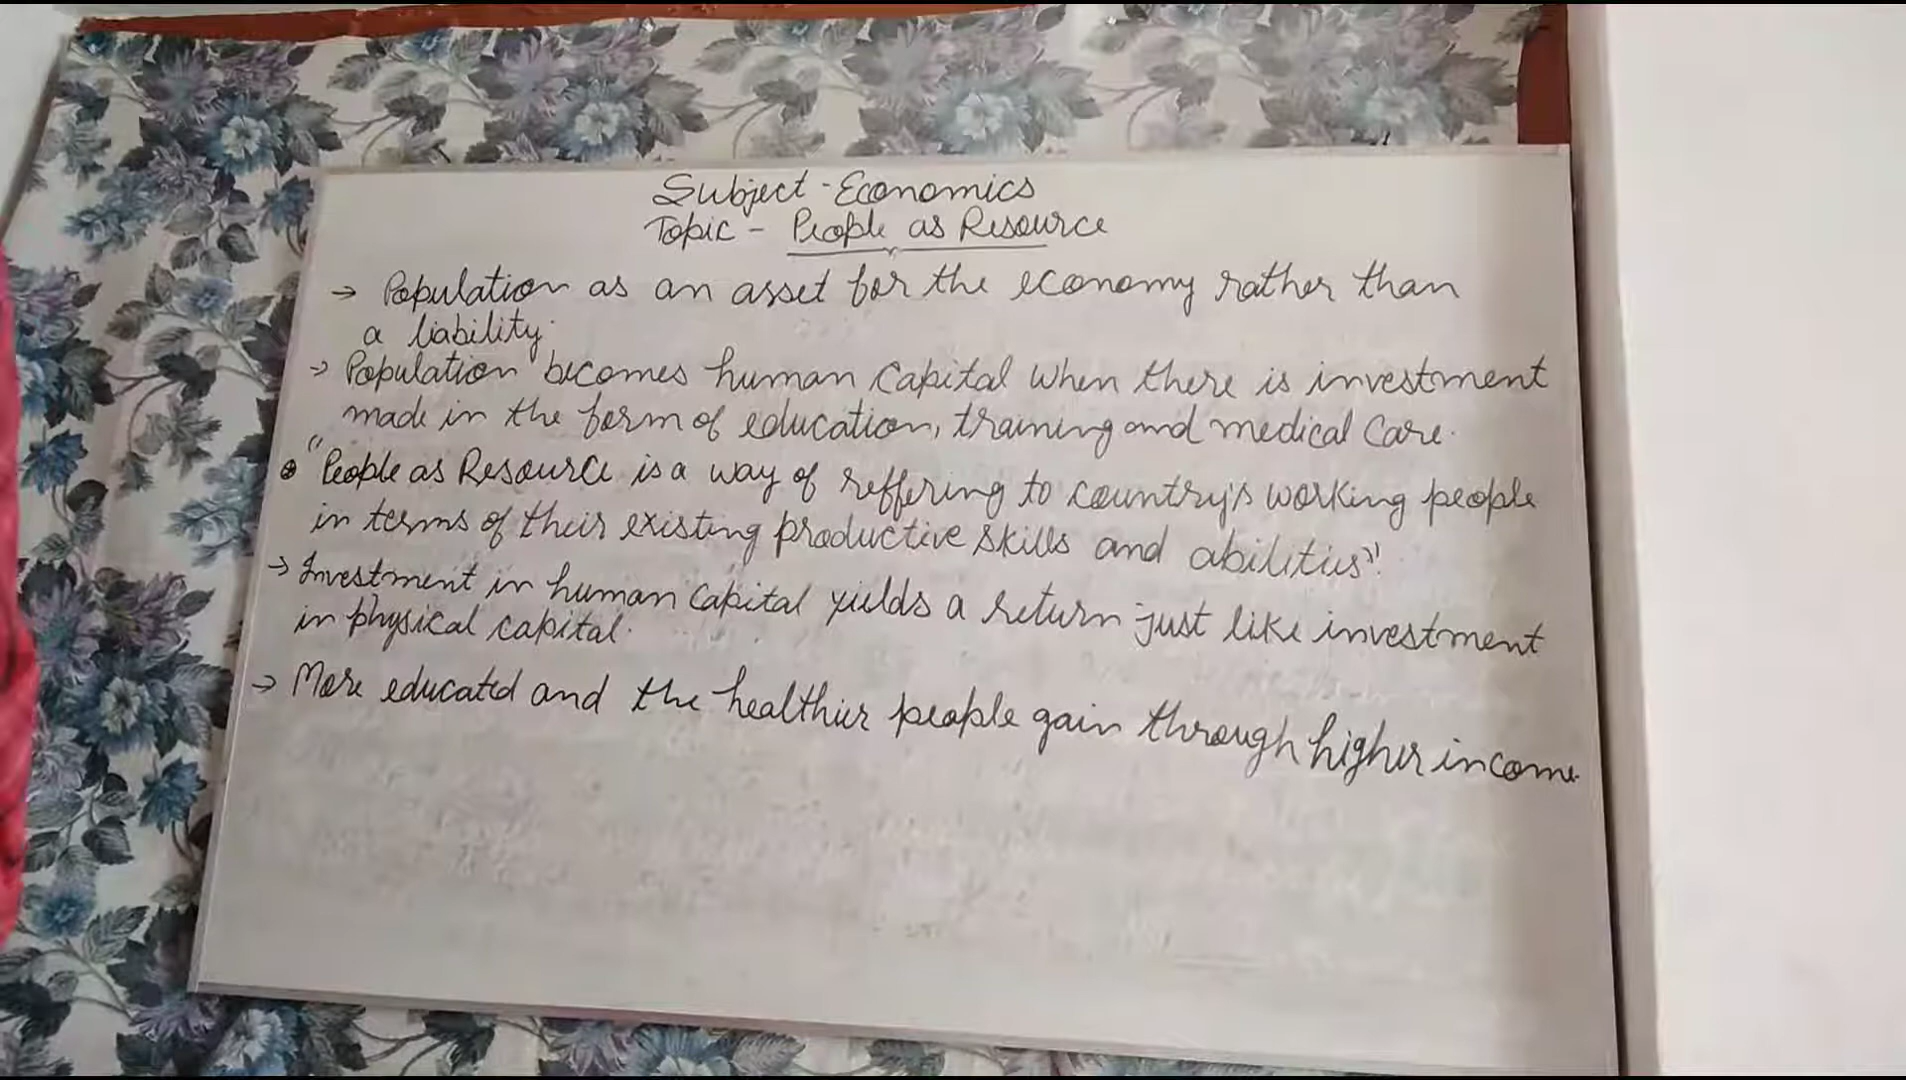 Subject - Economics
Topic - People as Resource
→ Population as an asset for the economy rather than
a liability.
→ Population becomes human capital when there is investment
made in the form of education, training and medical care.
"People as Resource is a way of reffering to country's working people
in terms of their existing productive skills and abilities".
→ Investment in human capital yields a return just like investment
in physical capital.
→ More educated and the healthier people gain through higher income.